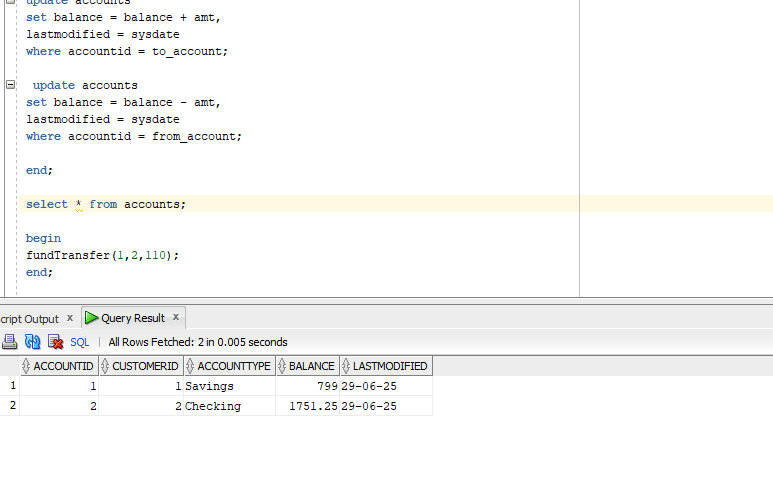 update accounts
set balance = balance + amt,
lastmodified = sysdate
where accountid = to_account;
update accounts
set balance = balance - amt,
lastmodified = sysdate
where accountid = from_account;
end;
select * from accounts;
begin
fundTransfer(1,2,110);
end;
cript Output x Query Result x
SQL | All Rows Fetched: 2 in 0.005 seconds
ACCOUNTID CUSTOMERID ACCOUNTTYPE BALANCE LASTMODIFIED
1 1 1 Savings 799 29-06-25
2 2 2 Checking 1751.25 29-06-25